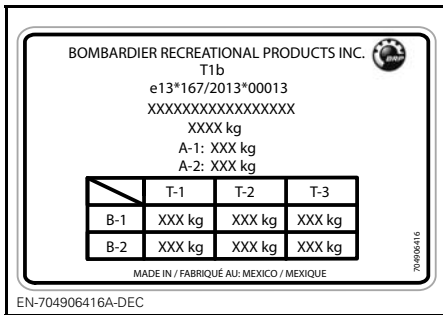 BOMBARDIER RECREATIONAL PRODUCTS INC.
BRP
T1b
e13*167/2013*00013
XXXXXXXXXXXXXXXXX
XXXX kg
A-1: XXX kg
A-2: XXX kg
T-1 T-2 T-3
B-1 XXX kg XXX kg XXX kg
B-2 XXX kg XXX kg XXX kg
MADE IN / FABRIQUÉ AU: MEXICO / MEXIQUE
704906416
EN-704906416A-DEC